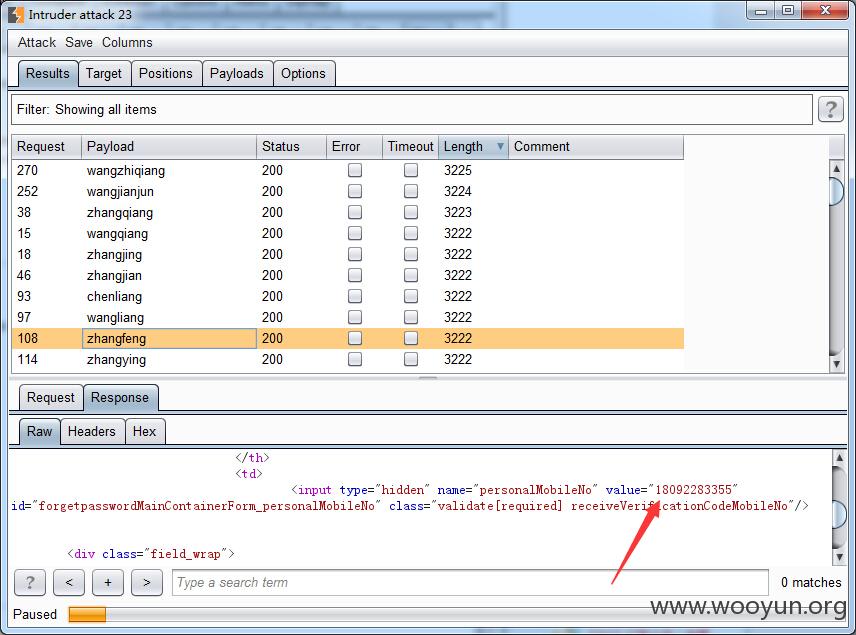 Intruder attack 23
Attack Save Columns
Results Target Positions Payloads Options
Filter: Showing all items ?
Request Payload Status Error Timeout Length Comment
270 wangzhiqiang 200 3225
252 wangjianjun 200 3224
38 zhangqiang 200 3223
15 wangqiang 200 3222
18 zhangjing 200 3222
46 zhangjian 200 3222
93 chenliang 200 3222
97 wangliang 200 3222
108 zhangfeng 200 3222
114 zhangying 200 3222
Request Response
Raw Headers Hex
</th>
<td>
<input type="hidden" name="personalMobileNo" value="18092283355"
id="forgetpasswordMainContainerForm_personalMobileNo" class="validate[required] receiveVerificationCodeMobileNo"/>
<div class="field_wrap">
? < + > Type a search term 0 matches
Paused
www.wooyun.org